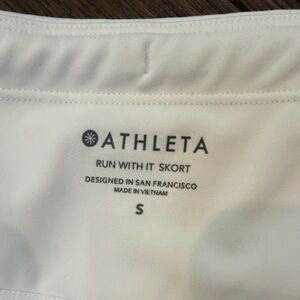 ATHLETA
RUN WITH IT SKORT
DESIGNED IN SAN FRANCISCO
MADE IN VIETNAM
S